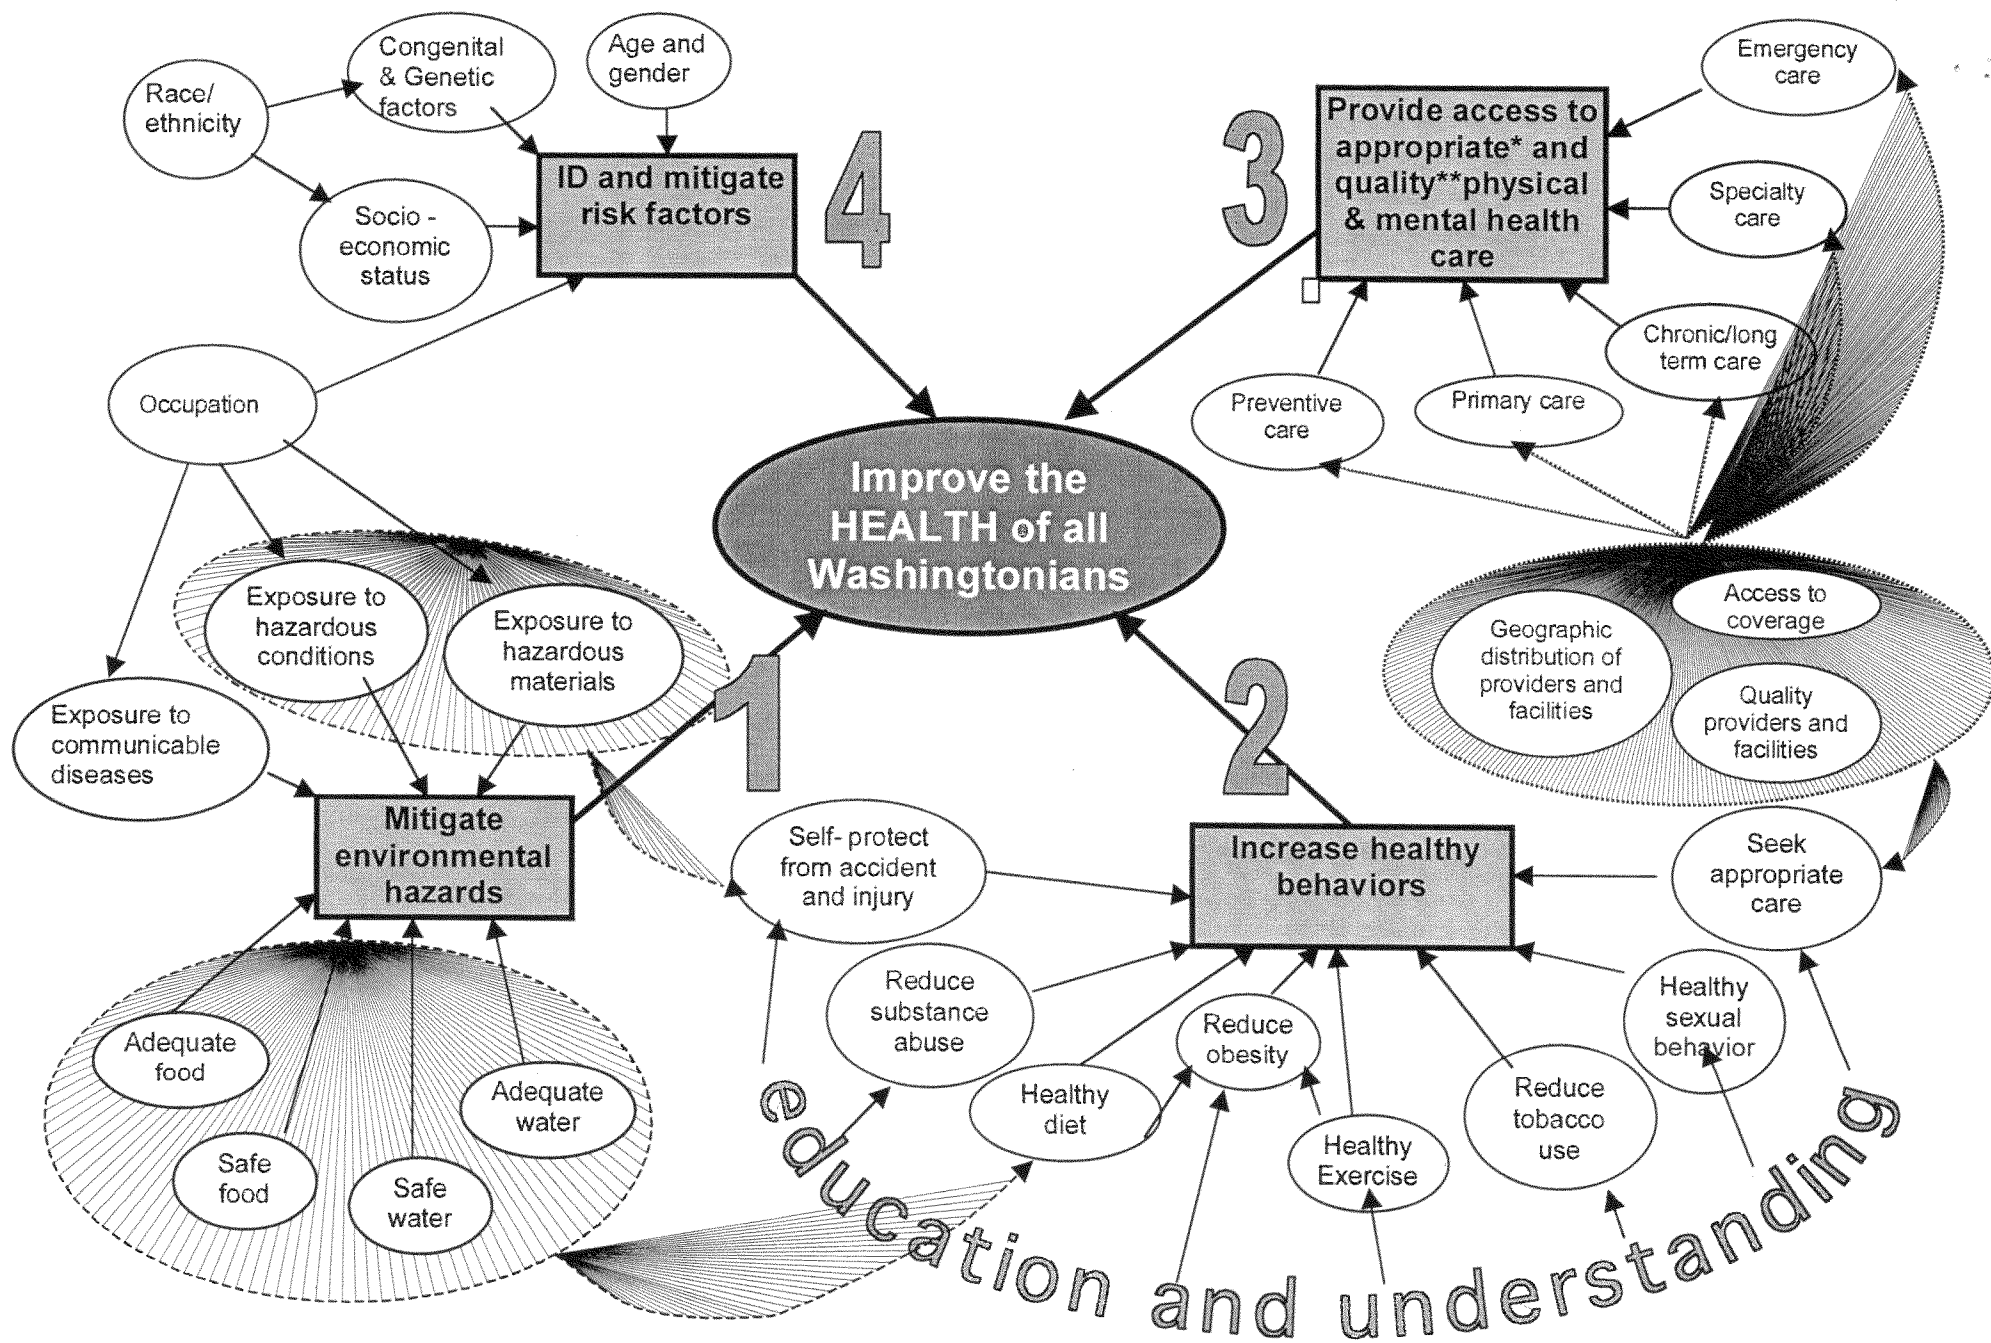 Race/
ethnicity
Congenital
& Genetic
factors
Age and
gender
Socio -
economic
status
ID and mitigate
risk factors
4
3
Provide access to
appropriate* and
quality**physical
& mental health
care
Emergency
care
Specialty
care
Chronic/long
term care
Primary care
Preventive
care
Occupation
Improve the
HEALTH of all
Washingtonians
Exposure to
hazardous
conditions
Exposure to
hazardous
materials
Exposure to
communicable
diseases
1
2
Geographic
distribution of
providers and
facilities
Access to
coverage
Quality
providers and
facilities
Mitigate
environmental
hazards
Self- protect
from accident
and injury
Increase healthy
behaviors
Seek
appropriate
care
Adequate
food
Safe
food
Safe
water
Adequate
water
Reduce
substance
abuse
Healthy
diet
Reduce
obesity
Healthy
Exercise
Reduce
tobacco
use
Healthy
sexual
behavior
education and understanding